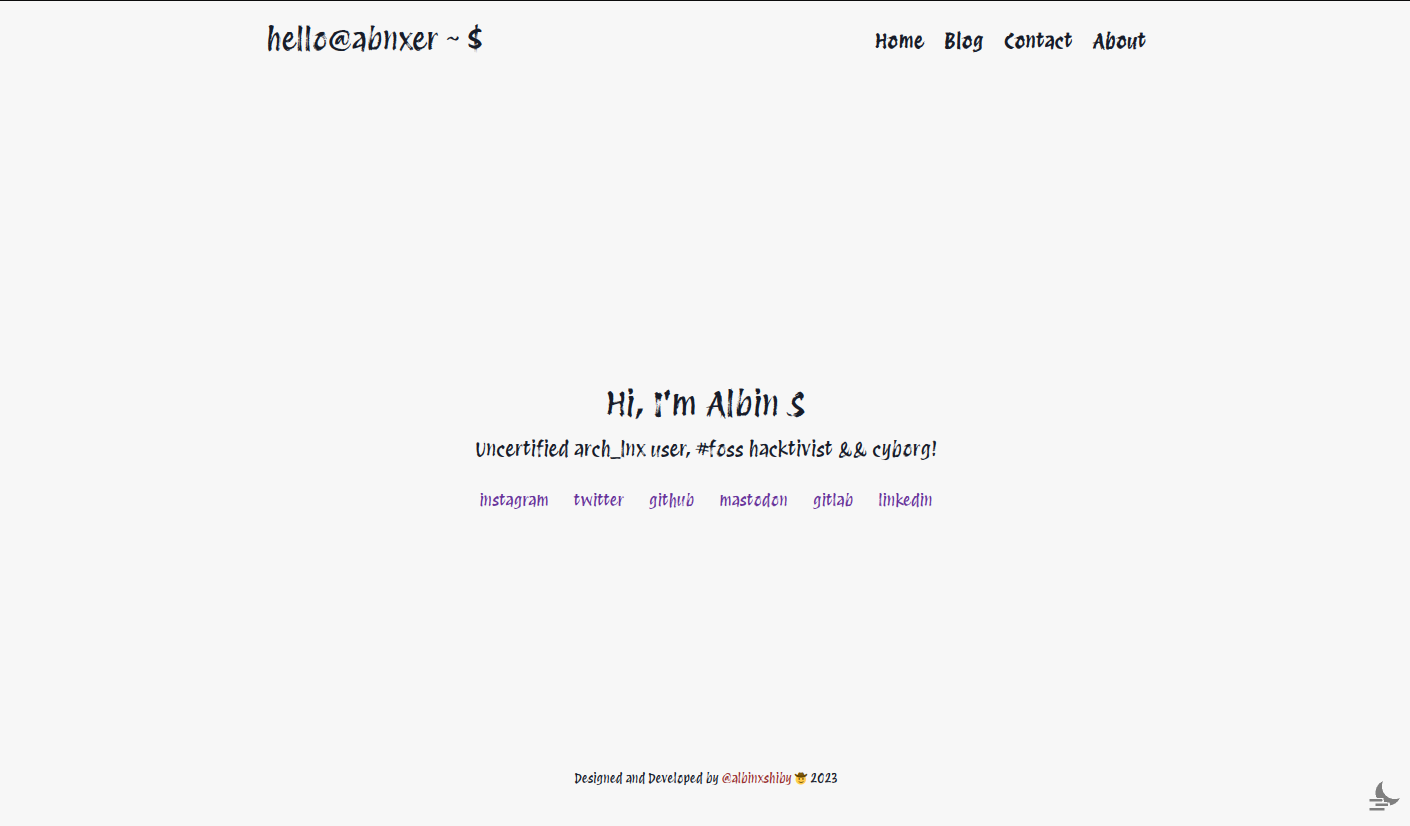 hello@abnxer ~ $
Home Blog Contact About
Hi, I'm Albin S
Uncertified arch_lnx user, #foss hacktivist && cyborg!
instagram twitter github mastodon gitlab linkedin
Designed and Developed by @albinxshiby 🤠 2023